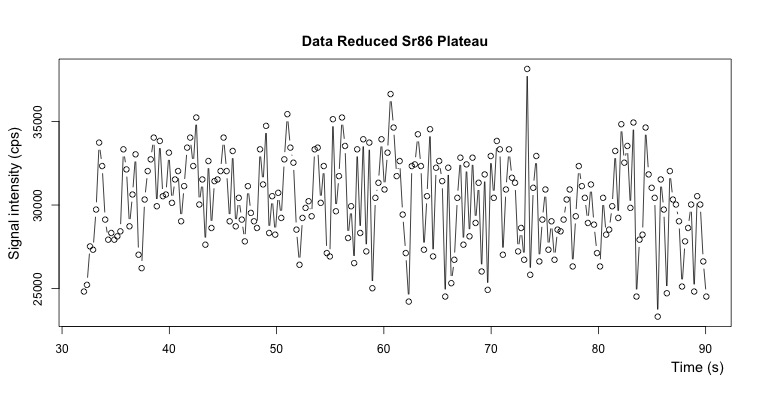 Data Reduced Sr86 Plateau
Signal intensity (cps)
35000
30000
25000
30 40 50 60 70 80 90
Time (s)